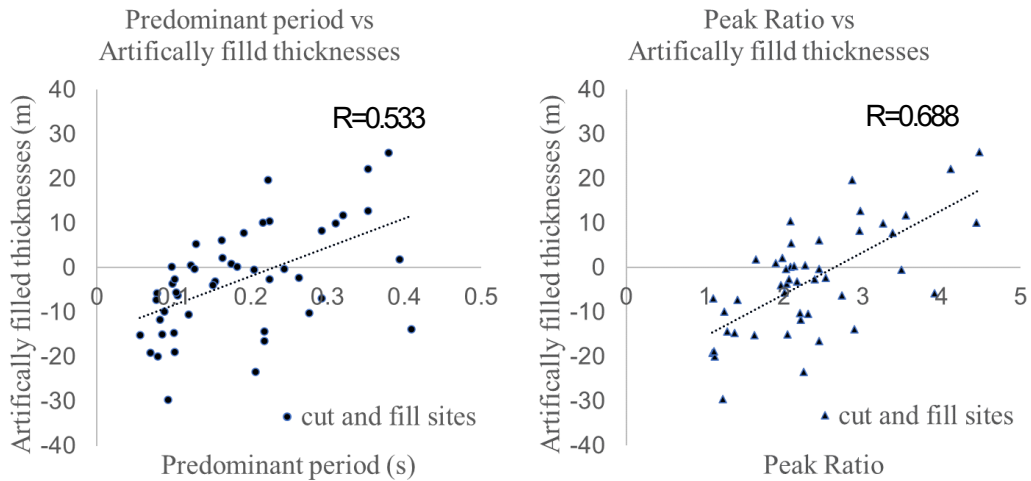 Predominant period vs
Artifically filld thicknesses
R=0.533
Artifically filled thicknesses (m)
40
30
20
10
0
-10
-20
-30
-40
0
0.1
0.2
0.3
0.4
0.5
cut and fill sites
Predominant period (s)
Peak Ratio vs
Artifically filld thicknesses
R=0.688
Artifically filled thicknesses (m)
40
30
20
10
0
-10
-20
-30
-40
0
1
2
3
4
5
cut and fill sites
Peak Ratio